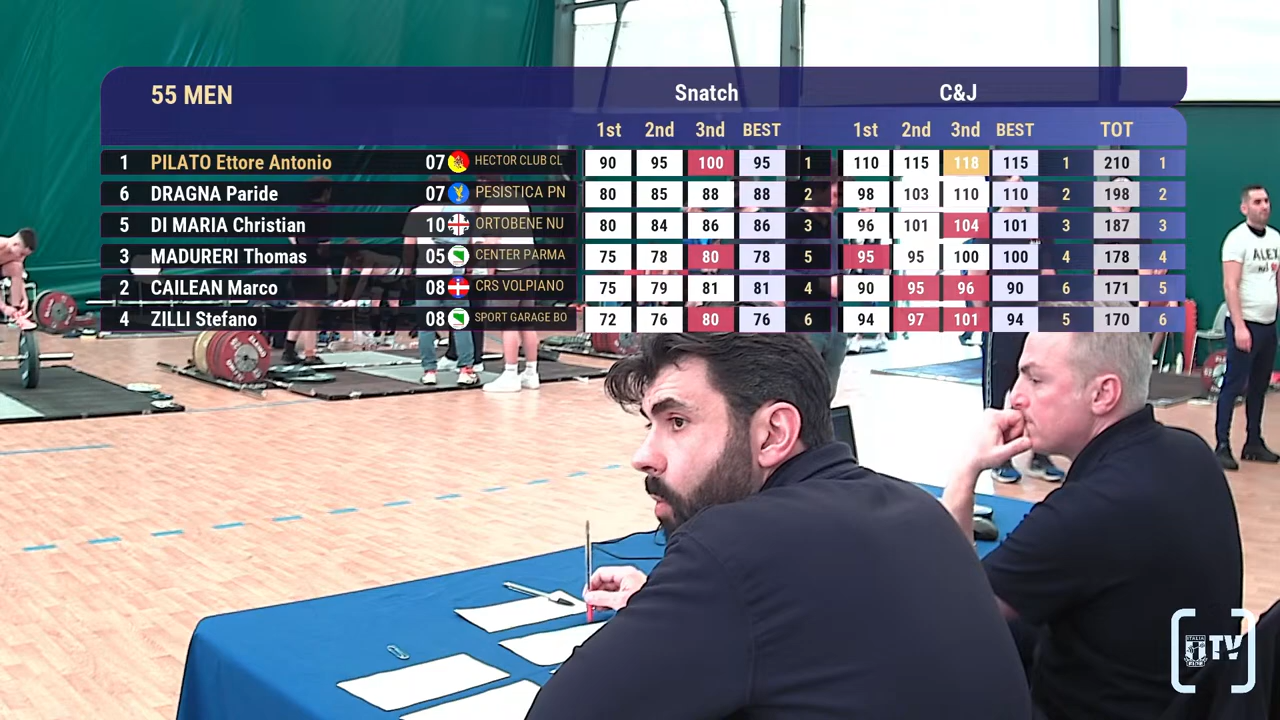 55 MEN Snatch C&J
1st 2nd 3nd BEST 1st 2nd 3nd BEST TOT
1 PILATO Ettore Antonio 07 HECTOR CLUB CL 90 95 100 95 1 110 115 118 115 1 210 1
6 DRAGNA Paride 07 PESISTICA PN 80 85 88 88 2 98 103 110 110 2 198 2
5 DI MARIA Christian 10 ORTOBENE NU 80 84 86 86 3 96 101 104 101 3 187 3
3 MADURERI Thomas 05 CENTER PARMA 75 78 80 78 5 95 95 100 100 4 178 4
2 CAILEAN Marco 08 CRS VOLPIANO 75 79 81 81 4 90 95 96 90 6 171 5
4 ZILLI Stefano 08 SPORT GARAGE BO 72 76 80 76 6 94 97 101 94 5 170 6
ALEX
ELEIKO
ITALIA
TV